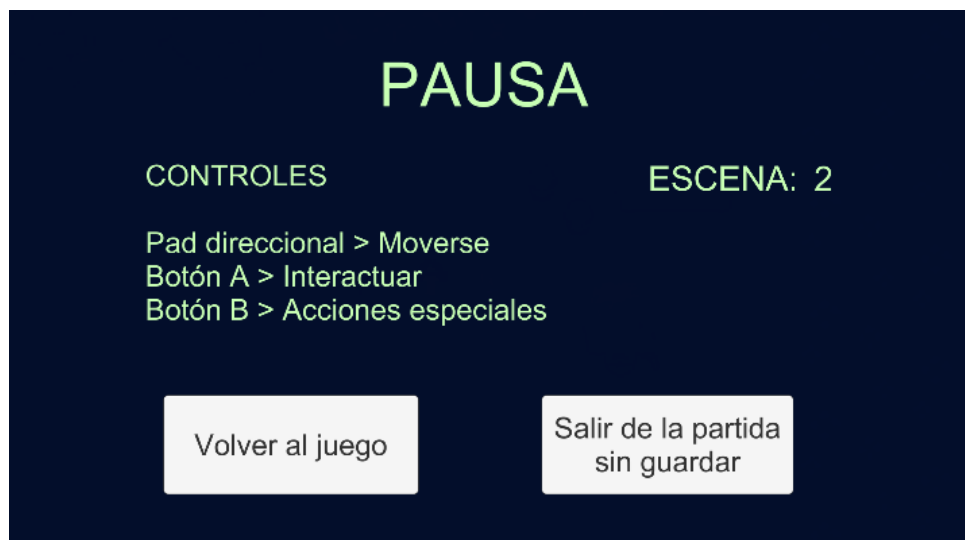 PAUSA
CONTROLES
ESCENA: 2
Pad direccional > Moverse
Botón A > Interactuar
Botón B > Acciones especiales
Volver al juego
Salir de la partida
sin guardar